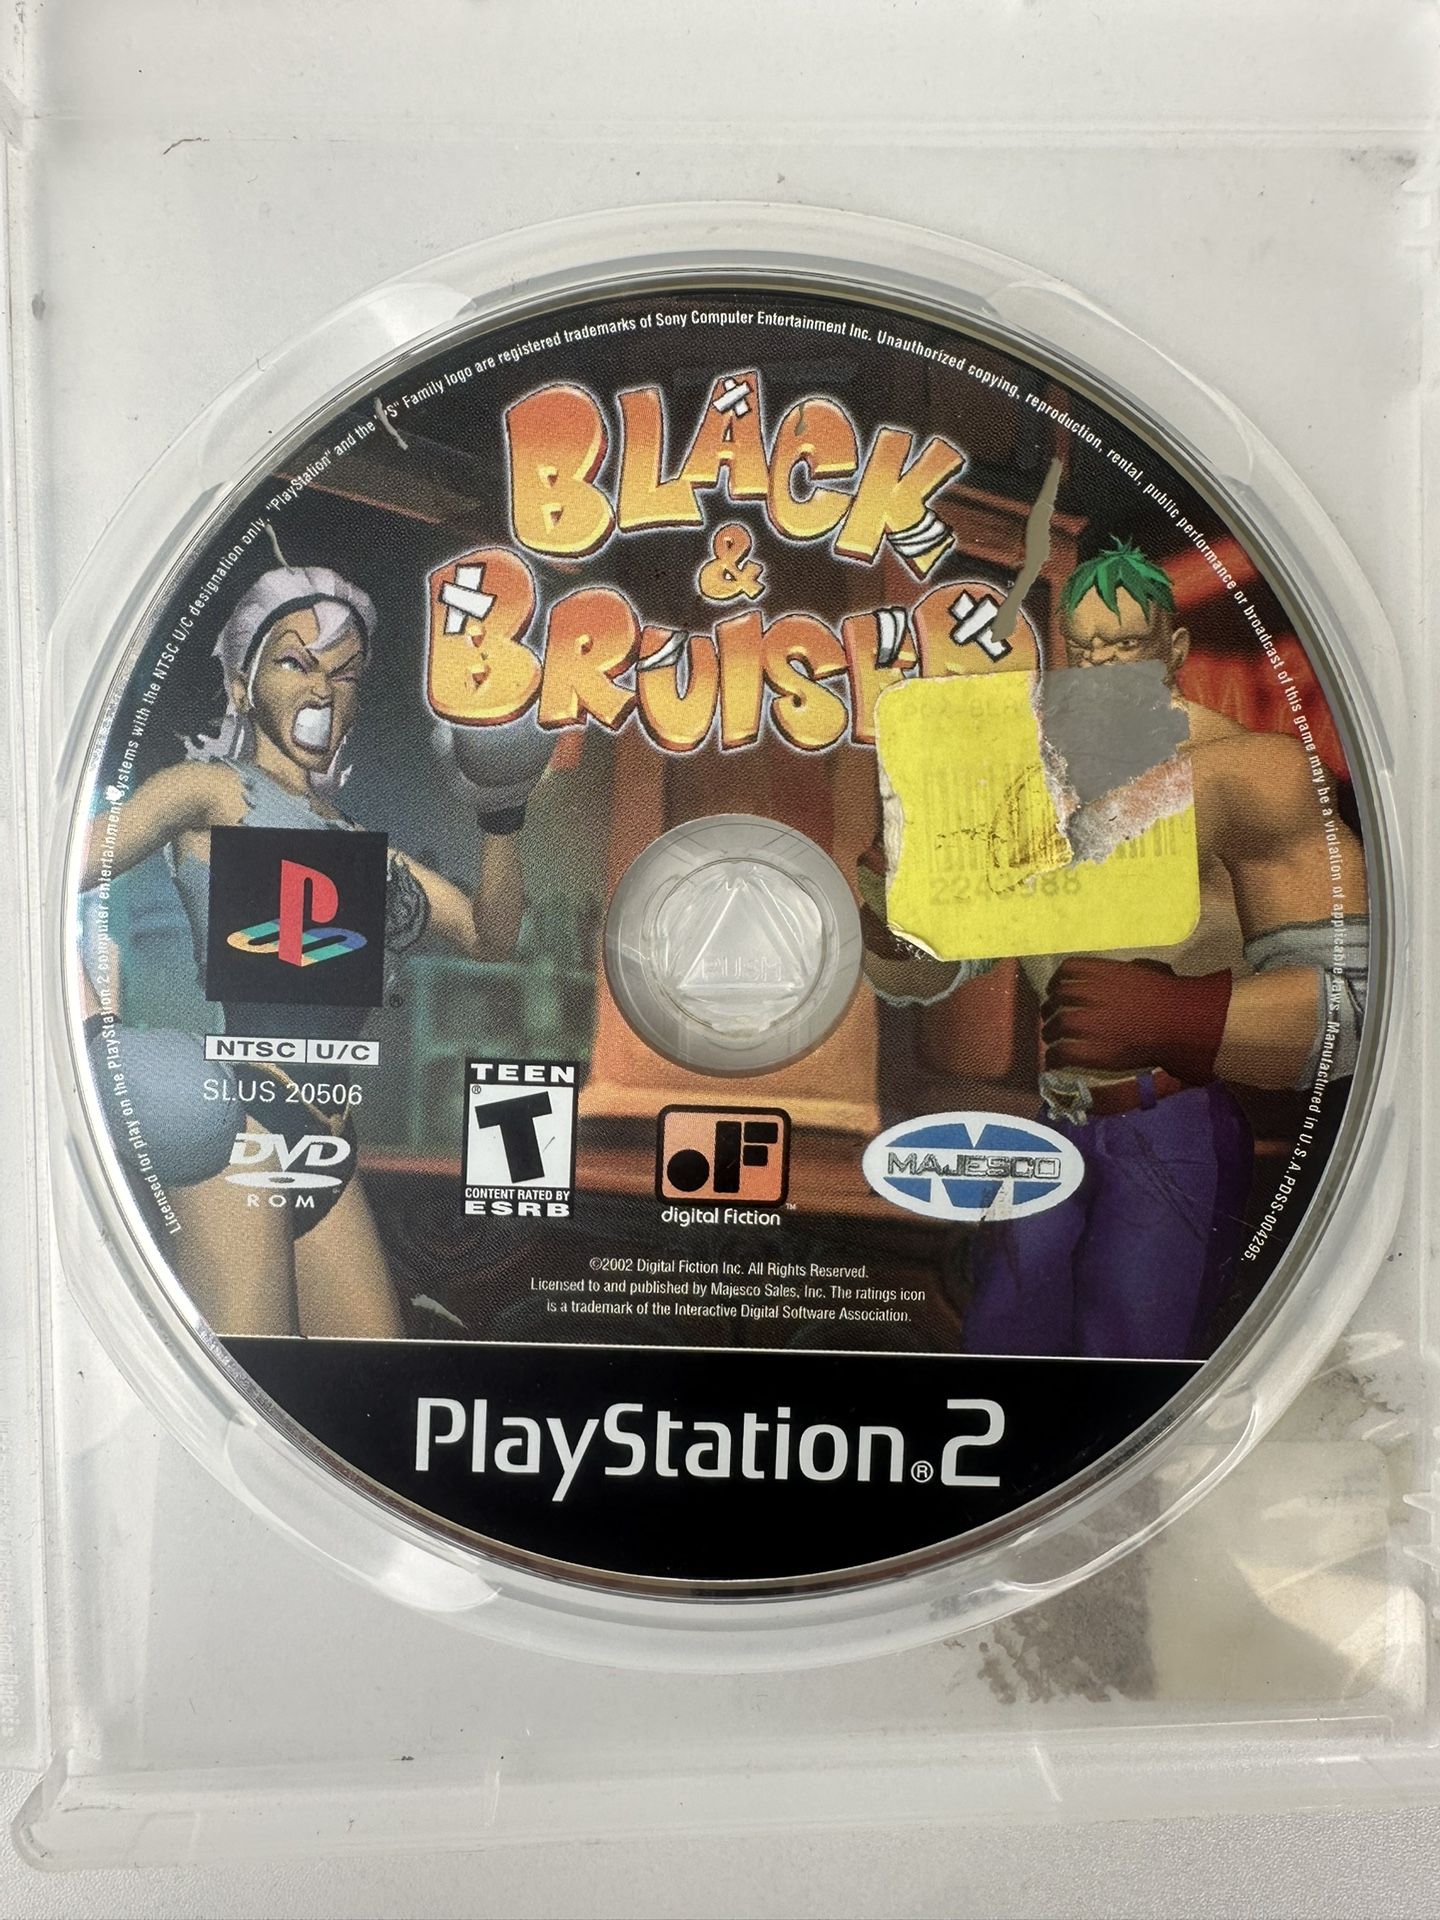 Licensed for play on the PlayStation 2 computer entertainment systems with the NTSC U/C designation only. "PlayStation" and the "PS" Family logo are registered trademarks of Sony Computer Entertainment Inc. Unauthorized copying, reproduction, rental, public performance or broadcast of this game may be a violation of applicable laws. Manufactured in U.S.A. PDSS-004295.
BLACK
&
BRUISED
PUSH
NTSC U/C
SLUS 20506
DVD
ROM
TEEN
T
®
CONTENT RATED BY
ESRB
dF
™
digital Fiction
MAJESCO
©2002 Digital Fiction Inc. All Rights Reserved.
Licensed to and published by Majesco Sales, Inc. The ratings icon
is a trademark of the Interactive Digital Software Association.
PlayStation®2